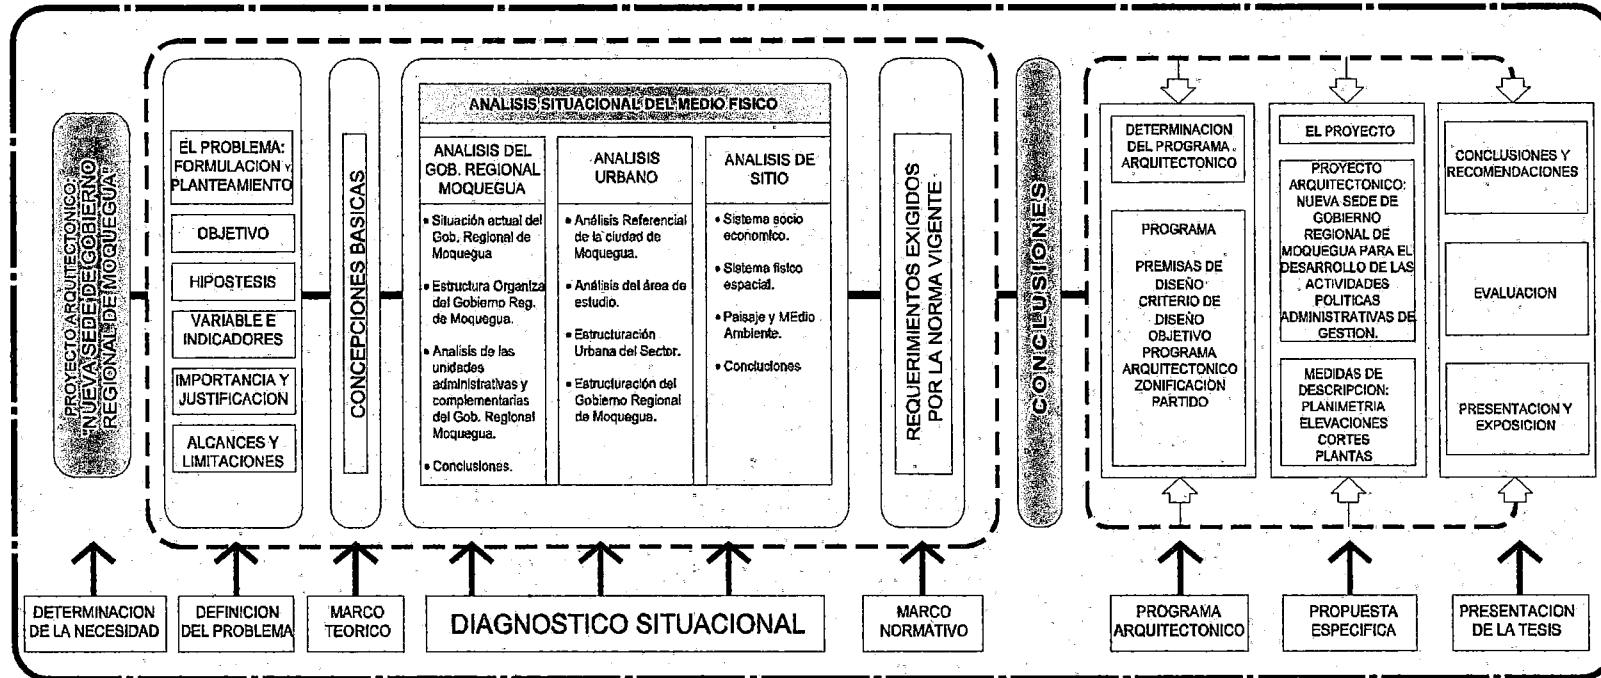 PROYECTO ARQUITECTONICO:
"NUEVA SEDE DE GOBIERNO
REGIONAL DE MOQUEGUA"
EL PROBLEMA:
FORMULACION Y
PLANTEAMIENTO
OBJETIVO
HIPOSTESIS
VARIABLE E
INDICADORES
IMPORTANCIA Y
JUSTIFICACION
ALCANCES Y
LIMITACIONES
CONCEPCIONES BASICAS
ANALISIS SITUACIONAL DEL MEDIO FISICO
ANALISIS DEL
GOB. REGIONAL
MOQUEGUA
• Situación actual del
Gob. Regional de
Moquegua
• Estructura Organiza
del Gobierno Reg.
de Moquegua.
• Analisis de las
unidades
administrativas y
complementarias
del Gob. Regional
Moquegua.
• Conclusiones.
ANALISIS
URBANO
• Análisis Referencial
de la ciudad de
Moquegua.
• Análisis del área de
estudio.
• Estructuración
Urbana del Sector.
• Estructuración del
Gobierno Regional
de Moquegua.
ANALISIS DE
SITIO
• Sistema socio
economico.
• Sistema fisico
espacial.
• Paisaje y MEdio
Ambiente.
• Concluciones
REQUERIMIENTOS EXIGIDOS
POR LA NORMA VIGENTE
CONCLUSIONES
DETERMINACION
DEL PROGRAMA
ARQUITECTONICO
PROGRAMA
PREMISAS DE
DISEÑO
CRITERIO DE
DISEÑO
OBJETIVO
PROGRAMA
ARQUITECTONICO
ZONIFICACION
PARTIDO
EL PROYECTO
PROYECTO
ARQUITECTONICO:
NUEVA SEDE DE
GOBIERNO
REGIONAL DE
MOQUEGUA PARA EL
DESARROLLO DE LAS
ACTIVIDADES
POLITICAS
ADMINISTRATIVAS DE
GESTION.
MEDIDAS DE
DESCRIPCION:
PLANIMETRIA
ELEVACIONES
CORTES
PLANTAS
CONCLUSIONES Y
RECOMENDACIONES
EVALUACION
PRESENTACION Y
EXPOSICION
DETERMINACION
DE LA NECESIDAD
DEFINICION
DEL PROBLEMA
MARCO
TEORICO
DIAGNOSTICO SITUACIONAL
MARCO
NORMATIVO
PROGRAMA
ARQUITECTONICO
PROPUESTA
ESPECIFICA
PRESENTACION
DE LA TESIS